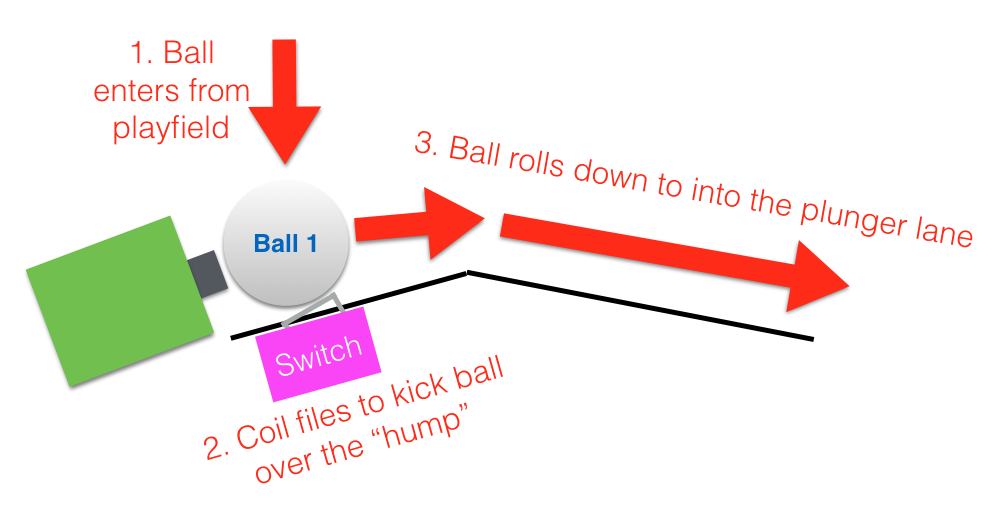 1. Ball
enters from
playfield
3. Ball rolls down to into the plunger lane
Ball 1
Switch
2. Coil files to kick ball
over the “hump”